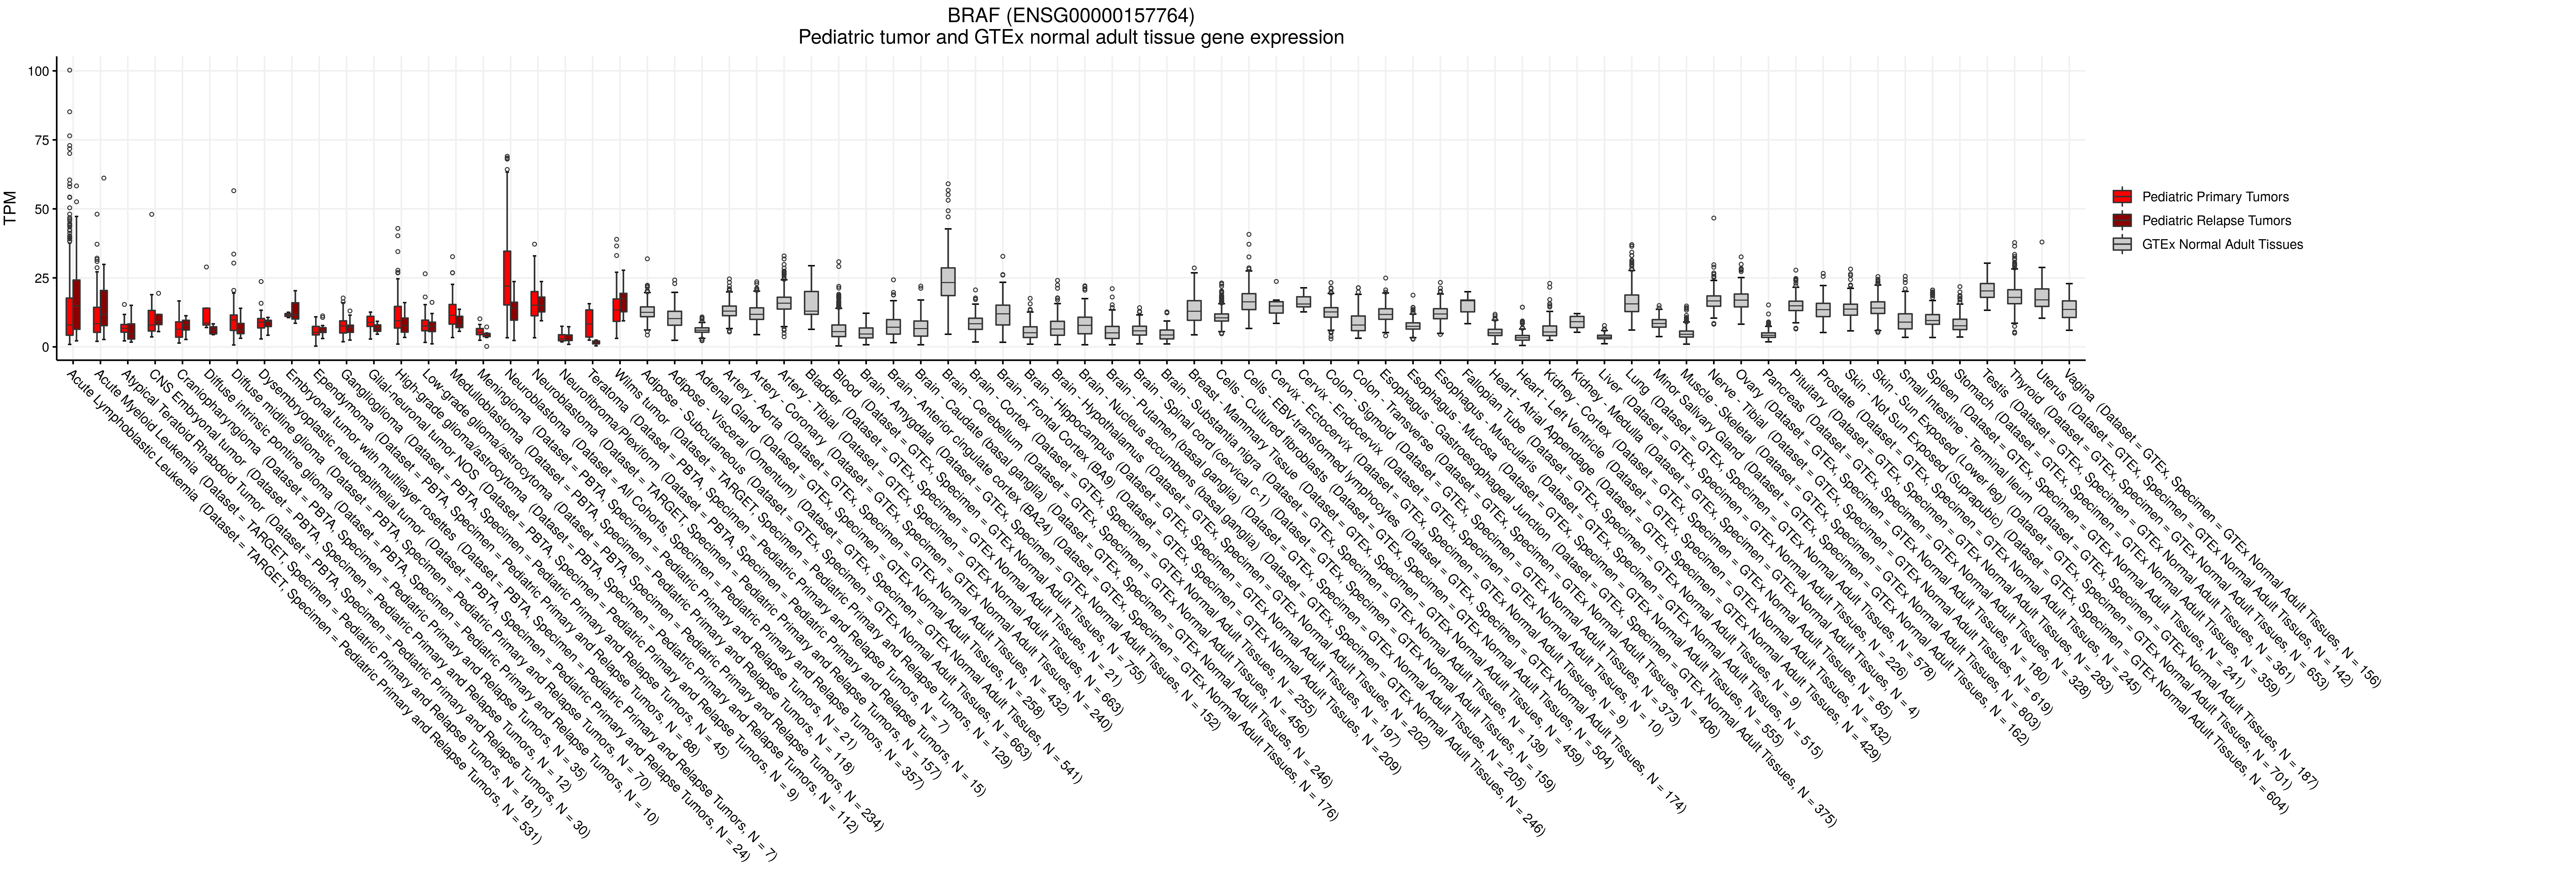 BRAF (ENSG00000157764)
Pediatric tumor and GTEx normal adult tissue gene expression
TPM
100
75
50
25
0
Acute Lymphoblastic Leukemia (Dataset = TARGET, Specimen = Pediatric Primary and Relapse Tumors, N = 531)
Acute Myeloid Leukemia (Dataset = TARGET, Specimen = Pediatric Primary and Relapse Tumors, N = 181)
Atypical Teratoid Rhabdoid Tumor (Dataset = PBTA, Specimen = Pediatric Primary and Relapse Tumors, N = 30)
CNS Embryonal tumor (Dataset = PBTA, Specimen = Pediatric Primary and Relapse Tumors, N = 12)
Craniopharyngioma (Dataset = PBTA, Specimen = Pediatric Primary and Relapse Tumors, N = 35)
Diffuse intrinsic pontine glioma (Dataset = PBTA, Specimen = Pediatric Primary and Relapse Tumors, N = 10)
Diffuse midline glioma (Dataset = PBTA, Specimen = Pediatric Primary and Relapse Tumors, N = 70)
Dysembryoplastic neuroepithelial tumor (Dataset = PBTA, Specimen = Pediatric Primary and Relapse Tumors, N = 24)
Embryonal tumor with multilayer rosettes (Dataset = PBTA, Specimen = Pediatric Primary and Relapse Tumors, N = 7)
Ependymoma (Dataset = PBTA, Specimen = Pediatric Primary and Relapse Tumors, N = 88)
Ganglioglioma (Dataset = PBTA, Specimen = Pediatric Primary and Relapse Tumors, N = 45)
Glial-neuronal tumor NOS (Dataset = PBTA, Specimen = Pediatric Primary and Relapse Tumors, N = 9)
High-grade glioma/astrocytoma (Dataset = PBTA, Specimen = Pediatric Primary and Relapse Tumors, N = 112)
Low-grade glioma/astrocytoma (Dataset = PBTA, Specimen = Pediatric Primary and Relapse Tumors, N = 234)
Medulloblastoma (Dataset = PBTA, Specimen = Pediatric Primary and Relapse Tumors, N = 118)
Meningioma (Dataset = PBTA, Specimen = Pediatric Primary and Relapse Tumors, N = 21)
Neuroblastoma (Dataset = All Cohorts, Specimen = Pediatric Primary and Relapse Tumors, N = 357)
Neuroblastoma (Dataset = TARGET, Specimen = Pediatric Primary and Relapse Tumors, N = 157)
Neurofibroma/Plexiform (Dataset = PBTA, Specimen = Pediatric Primary and Relapse Tumors, N = 15)
Teratoma (Dataset = PBTA, Specimen = Pediatric Primary and Relapse Tumors, N = 7)
Wilms tumor (Dataset = TARGET, Specimen = Pediatric Primary and Relapse Tumors, N = 129)
Adipose - Subcutaneous (Dataset = GTEx, Specimen = GTEx Normal Adult Tissues, N = 663)
Adipose - Visceral (Omentum) (Dataset = GTEx, Specimen = GTEx Normal Adult Tissues, N = 541)
Adrenal Gland (Dataset = GTEx, Specimen = GTEx Normal Adult Tissues, N = 258)
Artery - Aorta (Dataset = GTEx, Specimen = GTEx Normal Adult Tissues, N = 432)
Artery - Coronary (Dataset = GTEx, Specimen = GTEx Normal Adult Tissues, N = 240)
Artery - Tibial (Dataset = GTEx, Specimen = GTEx Normal Adult Tissues, N = 663)
Bladder (Dataset = GTEx, Specimen = GTEx Normal Adult Tissues, N = 21)
Blood (Dataset = GTEx, Specimen = GTEx Normal Adult Tissues, N = 755)
Brain - Amygdala (Dataset = GTEx, Specimen = GTEx Normal Adult Tissues, N = 152)
Brain - Anterior cingulate cortex (BA24) (Dataset = GTEx, Specimen = GTEx Normal Adult Tissues, N = 176)
Brain - Caudate (basal ganglia) (Dataset = GTEx, Specimen = GTEx Normal Adult Tissues, N = 246)
Brain - Cerebellum (Dataset = GTEx, Specimen = GTEx Normal Adult Tissues, N = 456)
Brain - Cortex (Dataset = GTEx, Specimen = GTEx Normal Adult Tissues, N = 255)
Brain - Frontal Cortex (BA9) (Dataset = GTEx, Specimen = GTEx Normal Adult Tissues, N = 209)
Brain - Hippocampus (Dataset = GTEx, Specimen = GTEx Normal Adult Tissues, N = 197)
Brain - Hypothalamus (Dataset = GTEx, Specimen = GTEx Normal Adult Tissues, N = 202)
Brain - Nucleus accumbens (basal ganglia) (Dataset = GTEx, Specimen = GTEx Normal Adult Tissues, N = 246)
Brain - Putamen (basal ganglia) (Dataset = GTEx, Specimen = GTEx Normal Adult Tissues, N = 205)
Brain - Spinal cord (cervical c-1) (Dataset = GTEx, Specimen = GTEx Normal Adult Tissues, N = 159)
Brain - Substantia nigra (Dataset = GTEx, Specimen = GTEx Normal Adult Tissues, N = 139)
Breast - Mammary Tissue (Dataset = GTEx, Specimen = GTEx Normal Adult Tissues, N = 459)
Cells - Cultured fibroblasts (Dataset = GTEx, Specimen = GTEx Normal Adult Tissues, N = 504)
Cells - EBV-transformed lymphocytes (Dataset = GTEx, Specimen = GTEx Normal Adult Tissues, N = 174)
Cervix - Ectocervix (Dataset = GTEx, Specimen = GTEx Normal Adult Tissues, N = 9)
Cervix - Endocervix (Dataset = GTEx, Specimen = GTEx Normal Adult Tissues, N = 10)
Colon - Sigmoid (Dataset = GTEx, Specimen = GTEx Normal Adult Tissues, N = 373)
Colon - Transverse (Dataset = GTEx, Specimen = GTEx Normal Adult Tissues, N = 406)
Esophagus - Gastroesophageal Junction (Dataset = GTEx, Specimen = GTEx Normal Adult Tissues, N = 375)
Esophagus - Mucosa (Dataset = GTEx, Specimen = GTEx Normal Adult Tissues, N = 555)
Esophagus - Muscularis (Dataset = GTEx, Specimen = GTEx Normal Adult Tissues, N = 515)
Fallopian Tube (Dataset = GTEx, Specimen = GTEx Normal Adult Tissues, N = 9)
Heart - Atrial Appendage (Dataset = GTEx, Specimen = GTEx Normal Adult Tissues, N = 429)
Heart - Left Ventricle (Dataset = GTEx, Specimen = GTEx Normal Adult Tissues, N = 432)
Kidney - Cortex (Dataset = GTEx, Specimen = GTEx Normal Adult Tissues, N = 85)
Kidney - Medulla (Dataset = GTEx, Specimen = GTEx Normal Adult Tissues, N = 4)
Liver (Dataset = GTEx, Specimen = GTEx Normal Adult Tissues, N = 226)
Lung (Dataset = GTEx, Specimen = GTEx Normal Adult Tissues, N = 578)
Minor Salivary Gland (Dataset = GTEx, Specimen = GTEx Normal Adult Tissues, N = 162)
Muscle - Skeletal (Dataset = GTEx, Specimen = GTEx Normal Adult Tissues, N = 803)
Nerve - Tibial (Dataset = GTEx, Specimen = GTEx Normal Adult Tissues, N = 619)
Ovary (Dataset = GTEx, Specimen = GTEx Normal Adult Tissues, N = 180)
Pancreas (Dataset = GTEx, Specimen = GTEx Normal Adult Tissues, N = 328)
Pituitary (Dataset = GTEx, Specimen = GTEx Normal Adult Tissues, N = 283)
Prostate (Dataset = GTEx, Specimen = GTEx Normal Adult Tissues, N = 245)
Skin - Not Sun Exposed (Suprapubic) (Dataset = GTEx, Specimen = GTEx Normal Adult Tissues, N = 604)
Skin - Sun Exposed (Lower leg) (Dataset = GTEx, Specimen = GTEx Normal Adult Tissues, N = 701)
Small Intestine - Terminal Ileum (Dataset = GTEx, Specimen = GTEx Normal Adult Tissues, N = 187)
Spleen (Dataset = GTEx, Specimen = GTEx Normal Adult Tissues, N = 241)
Stomach (Dataset = GTEx, Specimen = GTEx Normal Adult Tissues, N = 359)
Testis (Dataset = GTEx, Specimen = GTEx Normal Adult Tissues, N = 361)
Thyroid (Dataset = GTEx, Specimen = GTEx Normal Adult Tissues, N = 653)
Uterus (Dataset = GTEx, Specimen = GTEx Normal Adult Tissues, N = 142)
Vagina (Dataset = GTEx, Specimen = GTEx Normal Adult Tissues, N = 156)
Pediatric Primary Tumors
Pediatric Relapse Tumors
GTEx Normal Adult Tissues